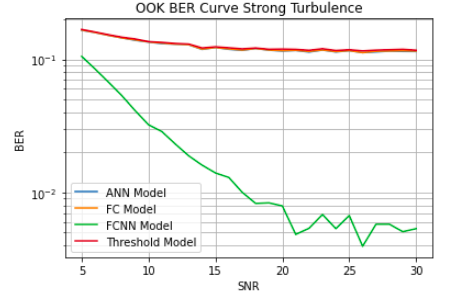 OOK BER Curve Strong Turbulence
10⁻¹
BER
10⁻²
ANN Model
FC Model
FCNN Model
Threshold Model
5 10 15 20 25 30
SNR